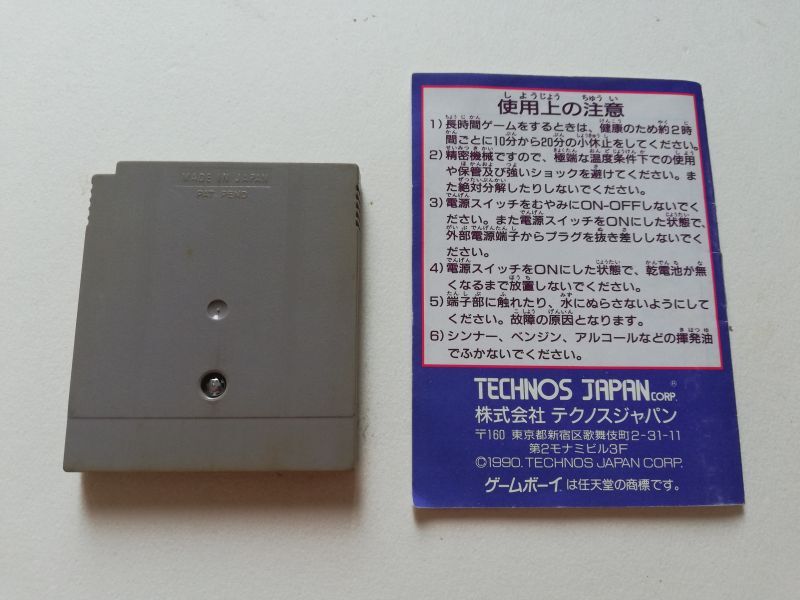 MADE IN JAPAN
PAT. PEND
使用上の注意
しようじょう ちゅうい
1)長時間ゲームをするときは、健康のため約2時
間ごとに10分から20分の小休止をしてください。
2)精密機械ですので、極端な温度条件下での使用
や保管及び強いショックを避けてください。ま
た絶対分解したりしないでください。
3)電源スイッチをむやみにON-OFFしないでく
ださい。また電源スイッチをONにした状態で、
外部電源端子からプラグを抜き差ししないでく
ださい。
4)電源スイッチをONにした状態で、乾電池が無
くなるまで放置しないでください。
5)端子部に触れたり、水にぬらさないようにして
ください。故障の原因となります。
6)シンナー、ベンジン、アルコールなどの揮発油
でふかないでください。
TECHNOS JAPAN CORP.®
株式会社 テクノスジャパン
〒160 東京都新宿区歌舞伎町2-31-11
第2モナミビル3F
©1990. TECHNOS JAPAN CORP.
ゲームボーイは任天堂の商標です。